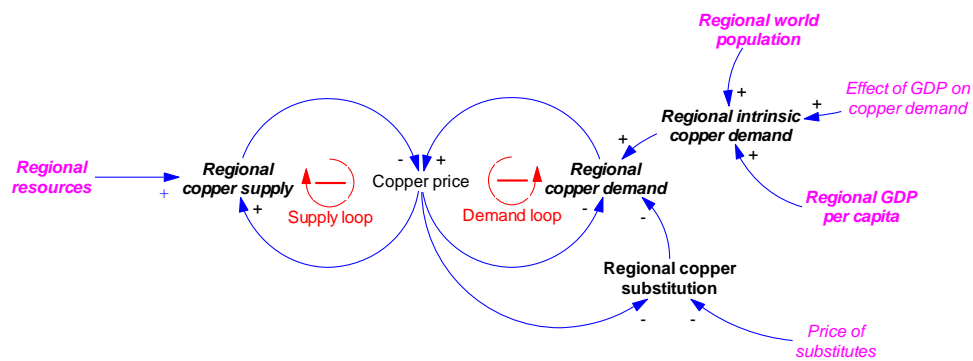 Regional world
population
Effect of GDP on
copper demand
+
+
Regional intrinsic
copper demand
+
+
Regional
resources
+
Regional
copper supply
+
-
+
Copper price
Supply loop
Demand loop
Regional
copper demand
-
-
Regional GDP
per capita
Regional copper
substitution
-
-
Price of
substitutes